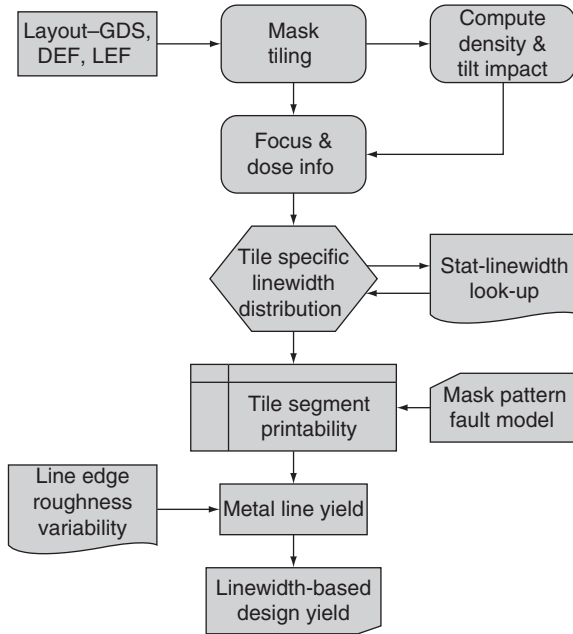 Layout–GDS,
DEF, LEF
Mask
tiling
Compute
density &
tilt impact
Focus &
dose info
Tile specific
linewidth
distribution
Stat-linewidth
look-up
Tile segment
printability
Mask pattern
fault model
Line edge
roughness
variability
Metal line yield
Linewidth-based
design yield